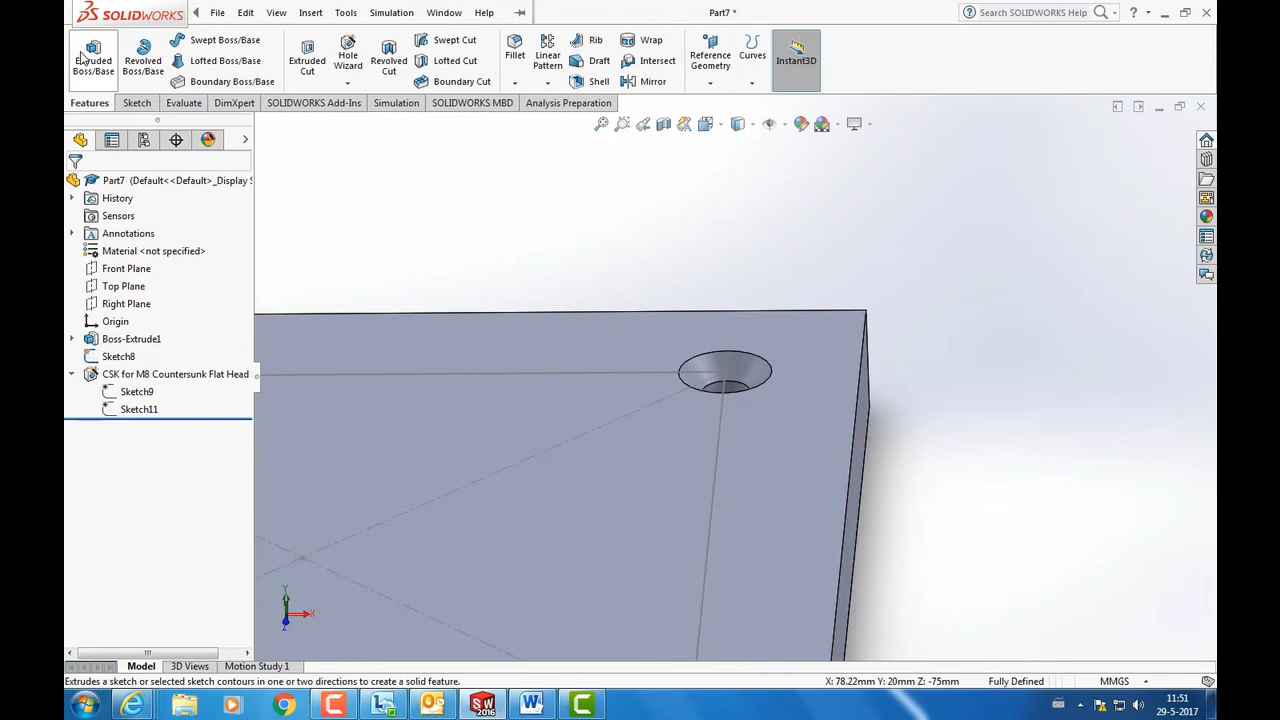 SOLIDWORKS
File Edit View Insert Tools Simulation Window Help
Part7 *
Search SOLIDWORKS Help
?
Extruded Boss/Base
Revolved Boss/Base
Swept Boss/Base
Lofted Boss/Base
Boundary Boss/Base
Extruded Cut
Hole Wizard
Revolved Cut
Swept Cut
Lofted Cut
Boundary Cut
Fillet
Linear Pattern
Rib
Draft
Shell
Wrap
Intersect
Mirror
Reference Geometry
Curves
Instant3D
Features Sketch Evaluate DimXpert SOLIDWORKS Add-Ins Simulation SOLIDWORKS MBD Analysis Preparation
Part7 (Default<<Default>_Display S
History
Sensors
Annotations
Material <not specified>
Front Plane
Top Plane
Right Plane
Origin
Boss-Extrude1
Sketch8
CSK for M8 Countersunk Flat Head
Sketch9
Sketch11
Y
X
Z
Model 3D Views Motion Study 1
Extrudes a sketch or selected sketch contours in one or two directions to create a solid feature.
X: 78.22mm Y: 20mm Z: -75mm Fully Defined MMGS
2016
11:51
29-5-2017